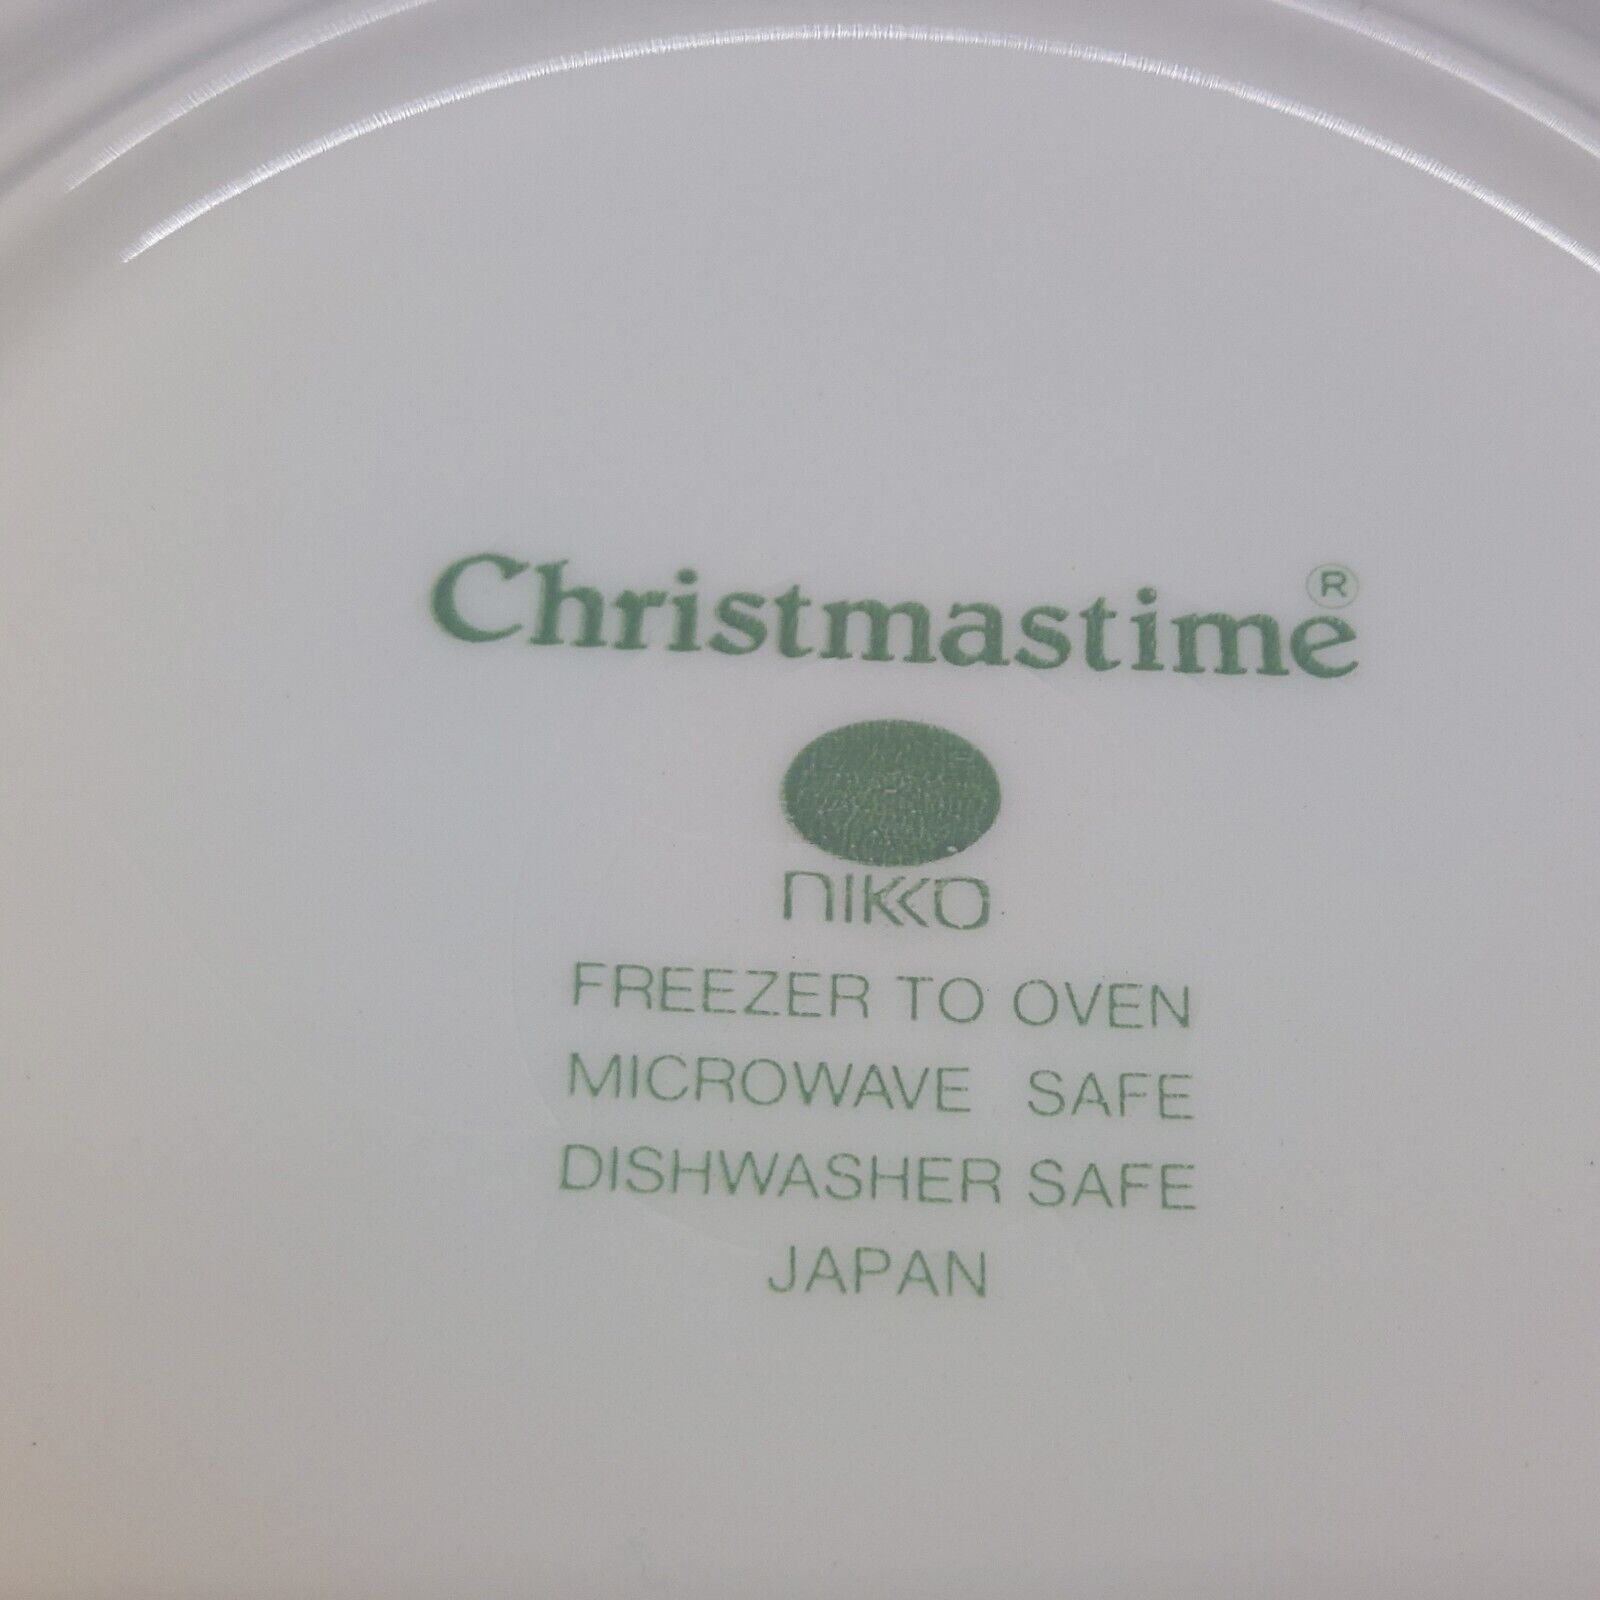 Christmastime®
nikko
FREEZER TO OVEN
MICROWAVE SAFE
DISHWASHER SAFE
JAPAN